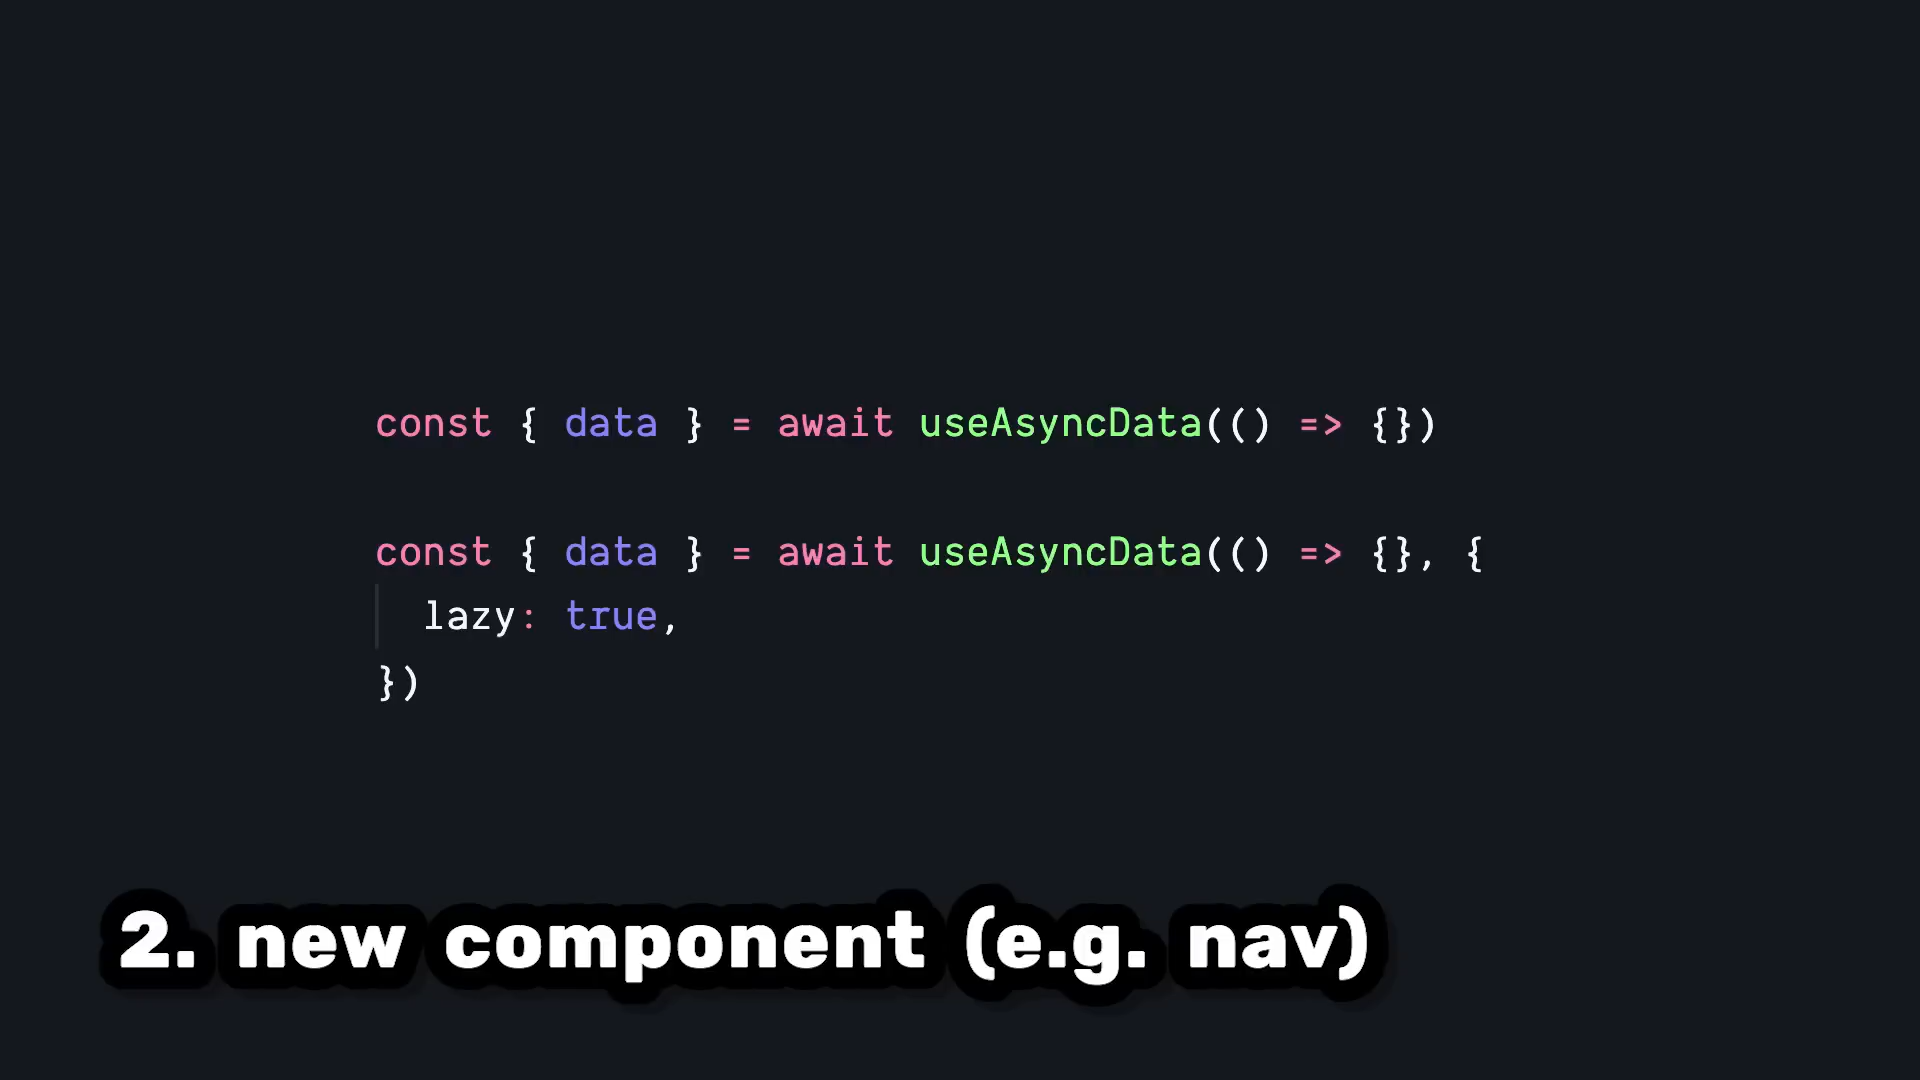 const { data } = await useAsyncData(() => {})
const { data } = await useAsyncData(() => {}, {
  lazy: true,
})
2. new component (e.g. nav)